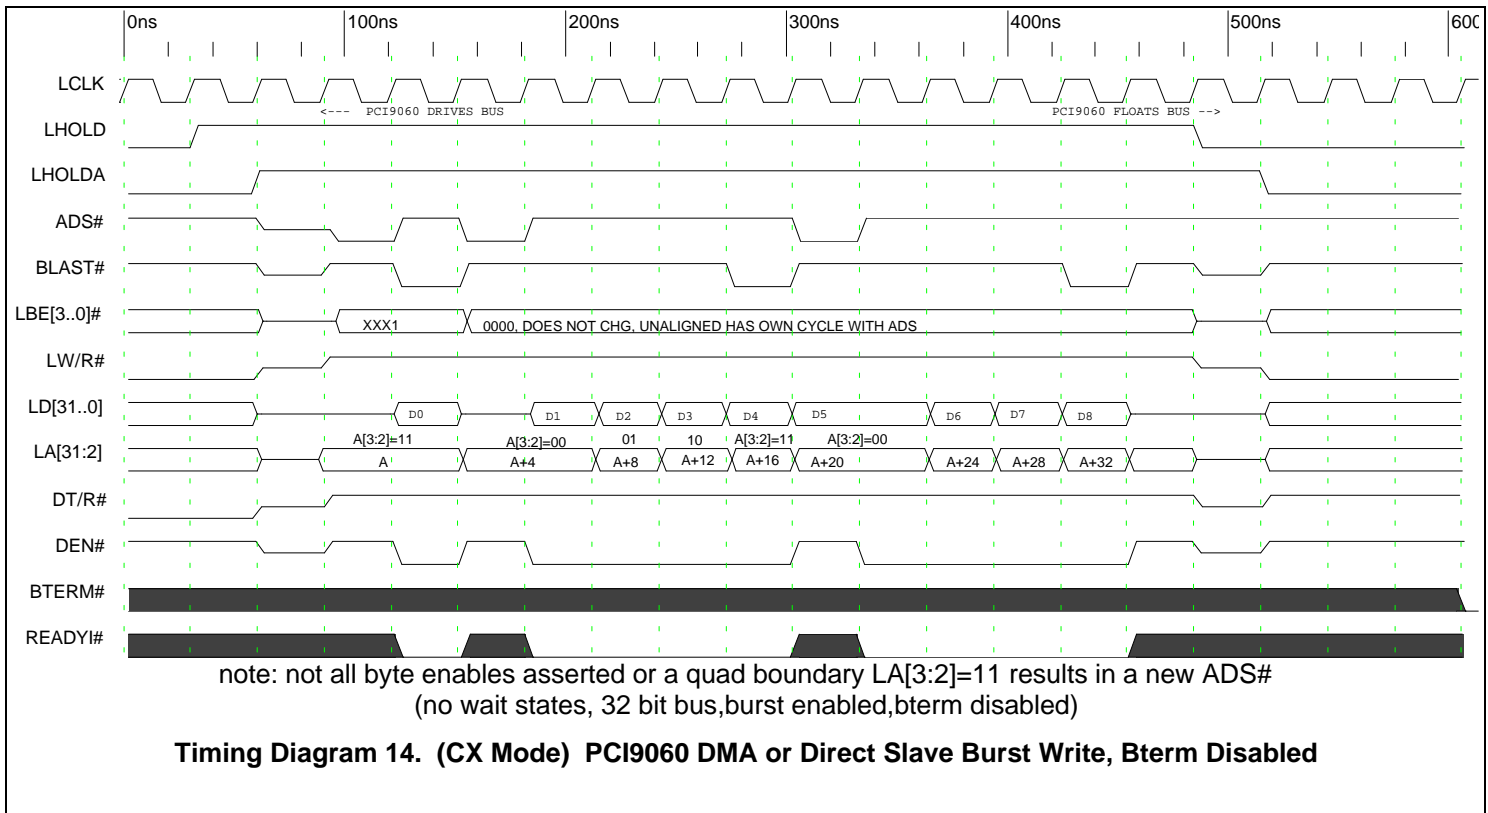 0ns 100ns 200ns 300ns 400ns 500ns 600
LCLK
<--- PCI9060 DRIVES BUS PCI9060 FLOATS BUS -->
LHOLD
LHOLDA
ADS#
BLAST#
LBE[3..0]# XXX1 0000, DOES NOT CHG, UNALIGNED HAS OWN CYCLE WITH ADS
LW/R#
LD[31..0] D0 D1 D2 D3 D4 D5 D6 D7 D8
A[3:2]=11 A[3:2]=00 01 10 A[3:2]=11 A[3:2]=00
LA[31:2] A A+4 A+8 A+12 A+16 A+20 A+24 A+28 A+32
DT/R#
DEN#
BTERM#
READYI#
note: not all byte enables asserted or a quad boundary LA[3:2]=11 results in a new ADS#
(no wait states, 32 bit bus,burst enabled,bterm disabled)
Timing Diagram 14. (CX Mode) PCI9060 DMA or Direct Slave Burst Write, Bterm Disabled